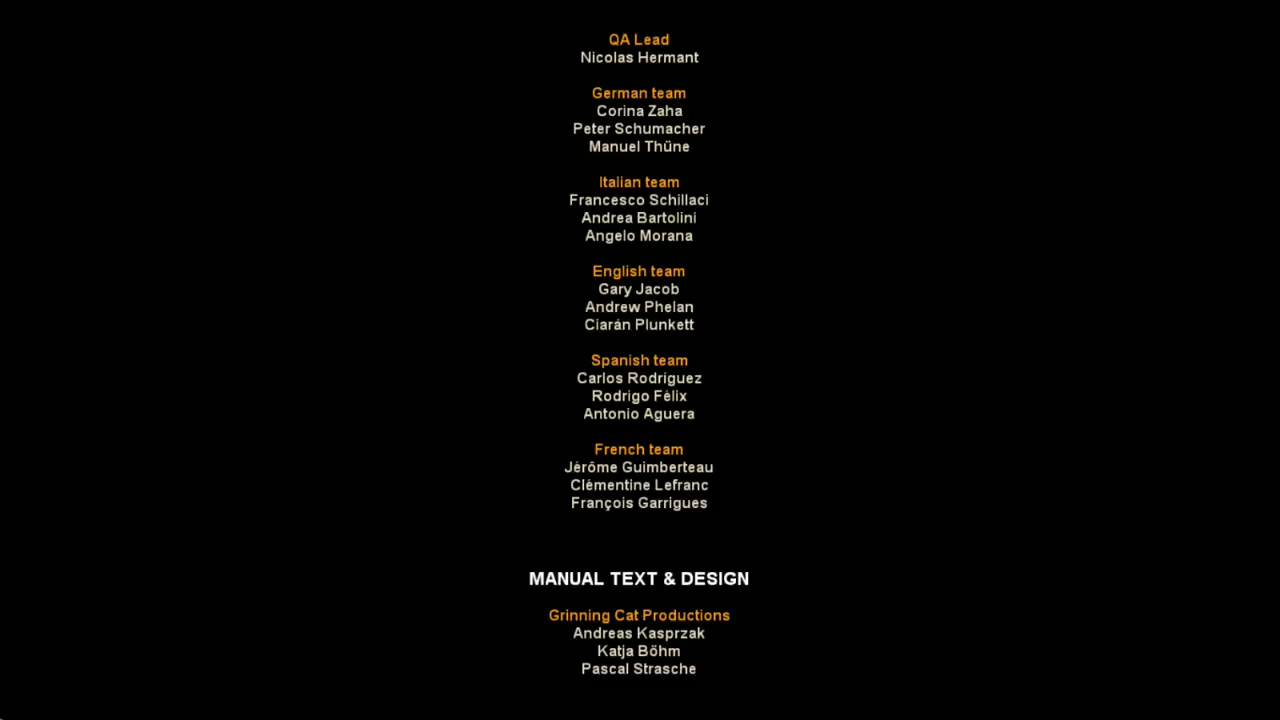 QA Lead
Nicolas Hermant
German team
Corina Zaha
Peter Schumacher
Manuel Thüne
Italian team
Francesco Schillaci
Andrea Bartolini
Angelo Morana
English team
Gary Jacob
Andrew Phelan
Ciarán Plunkett
Spanish team
Carlos Rodríguez
Rodrigo Félix
Antonio Aguera
French team
Jérôme Guimberteau
Clémentine Lefranc
François Garrigues
MANUAL TEXT & DESIGN
Grinning Cat Productions
Andreas Kasprzak
Katja Böhm
Pascal Strasche